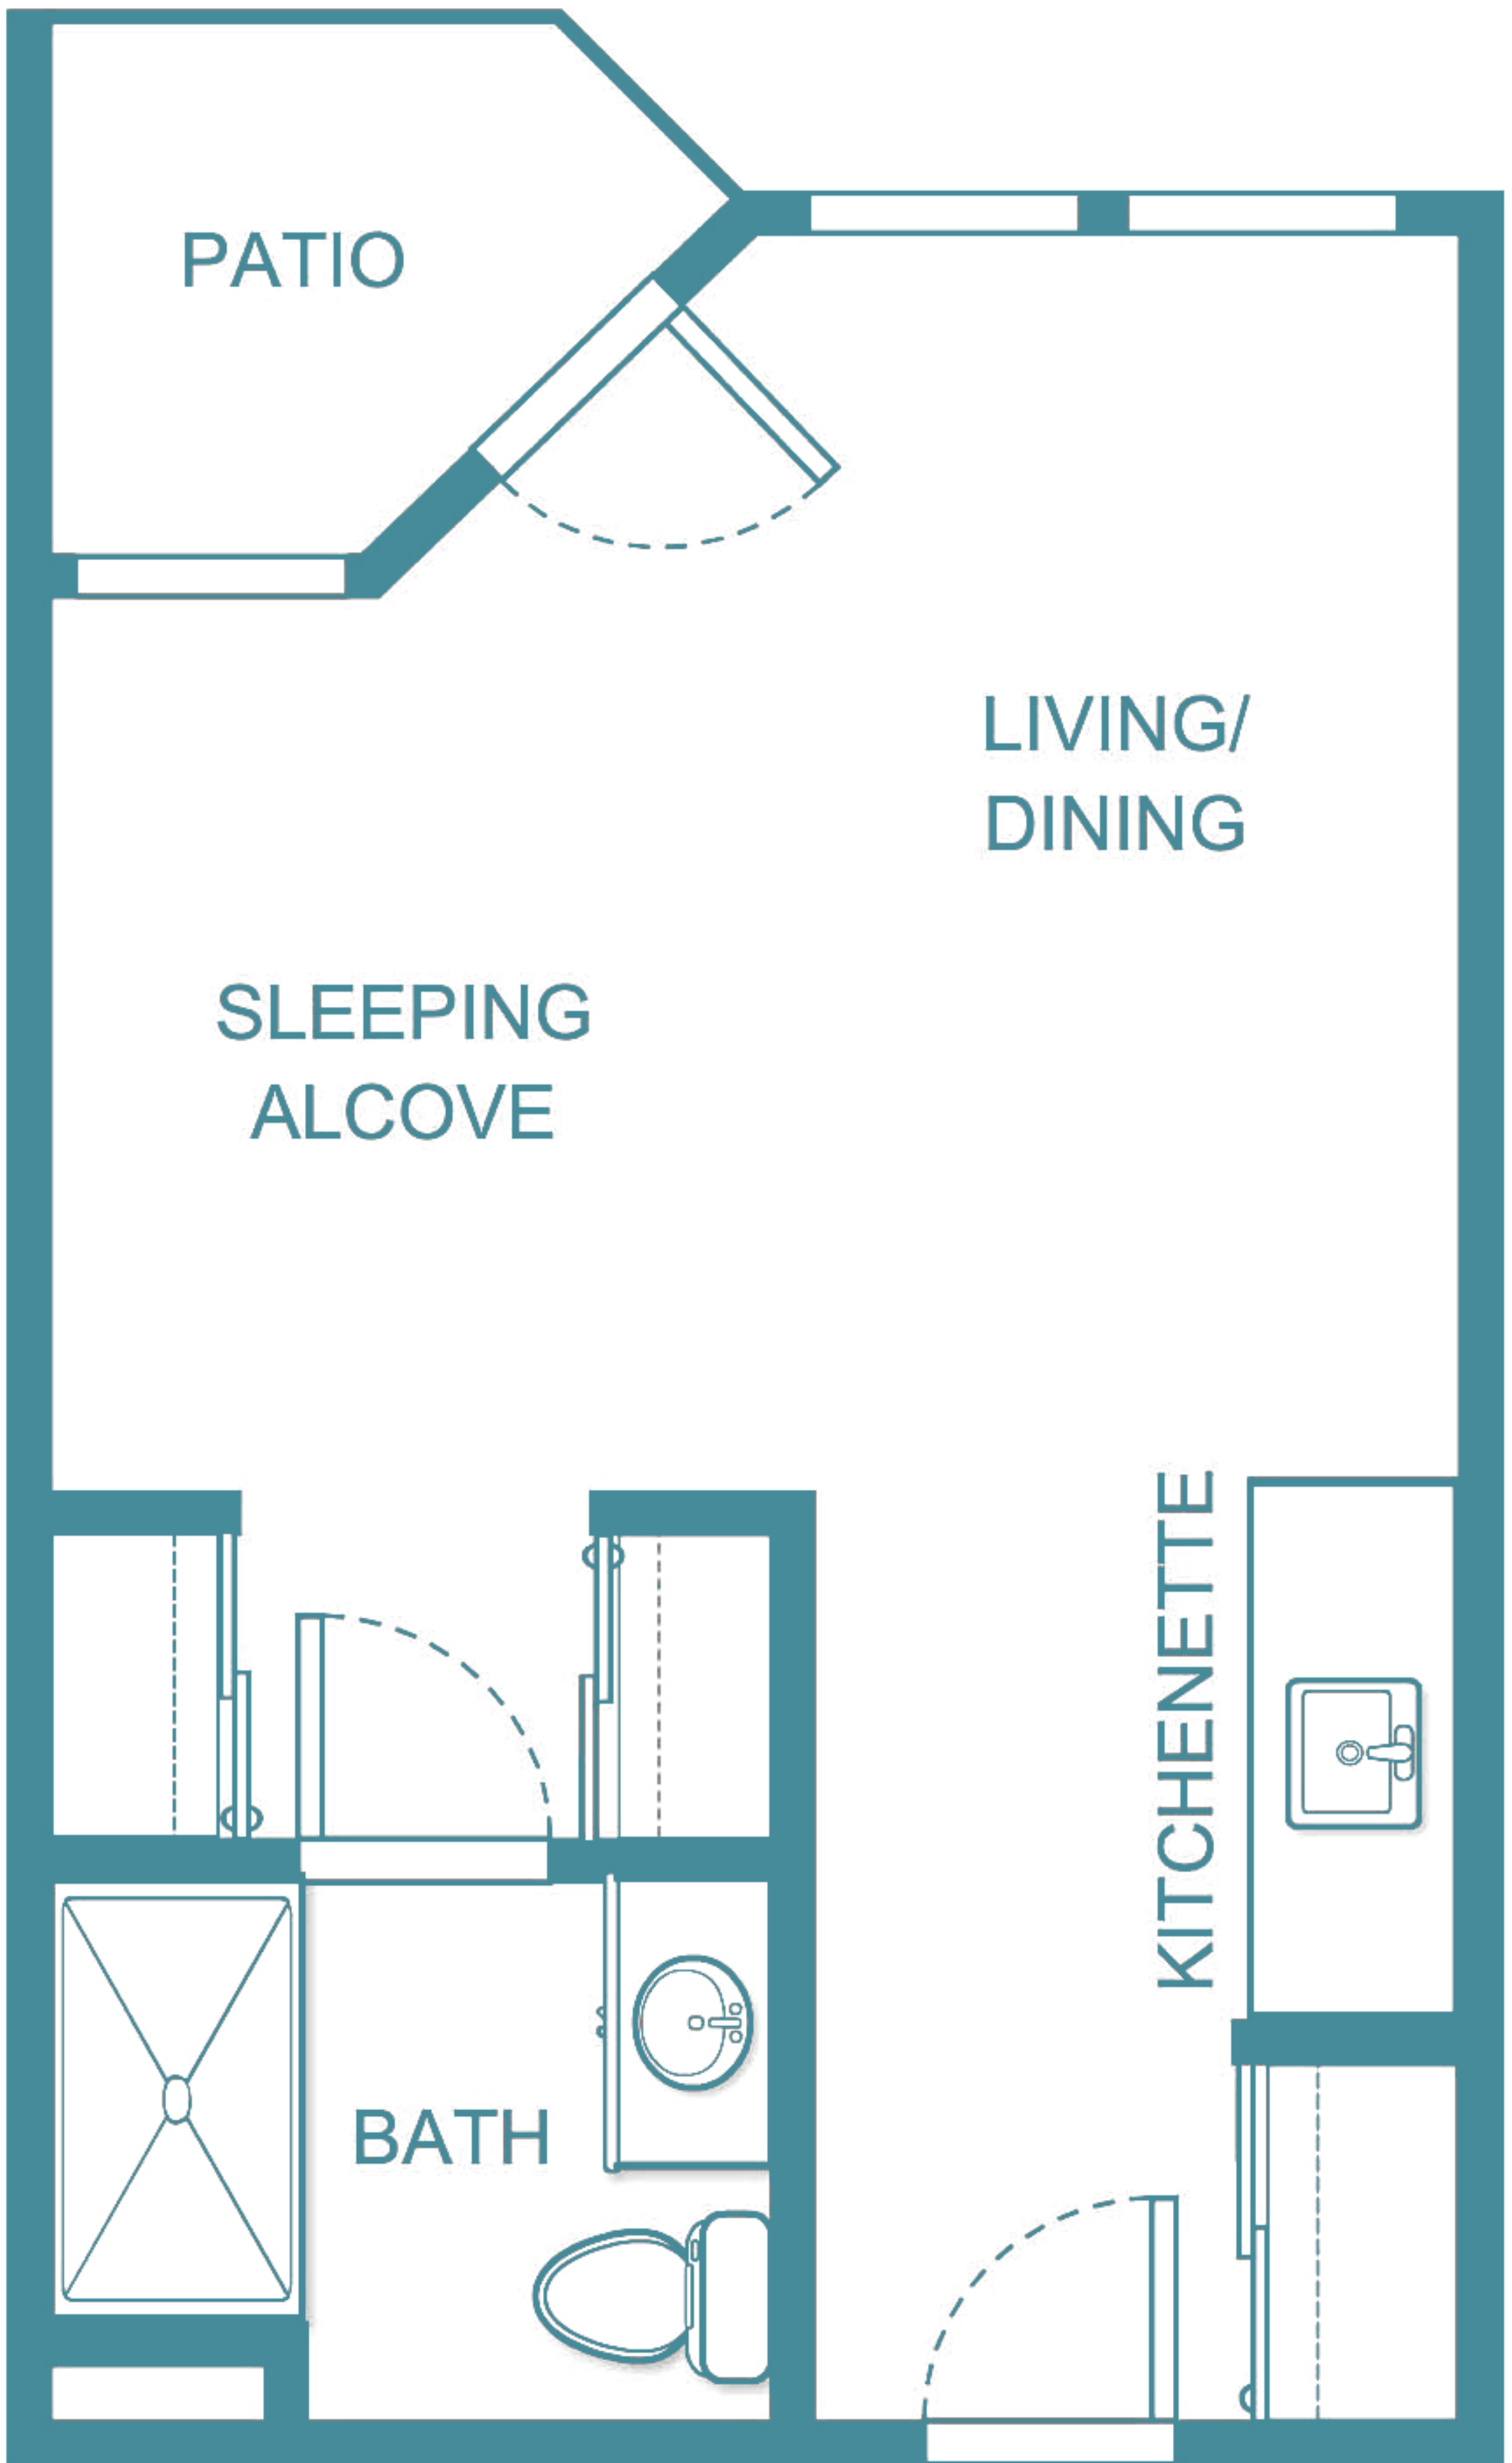 PATIO
LIVING/
DINING
SLEEPING
ALCOVE
KITCHENETTE
BATH